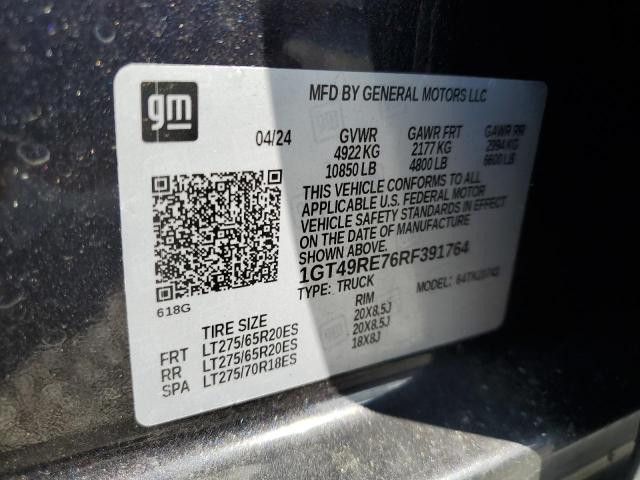 gm
MFD BY GENERAL MOTORS LLC
04/24
GVWR GAWR FRT GAWR RR
4922 KG 2177 KG 2994 KG
10850 LB 4800 LB 6600 LB
THIS VEHICLE CONFORMS TO ALL
APPLICABLE U.S. FEDERAL MOTOR
VEHICLE SAFETY STANDARDS IN EFFECT
ON THE DATE OF MANUFACTURE
SHOWN ABOVE.
1GT49RE76RF391764
TYPE: TRUCK MODEL:
618G
TIRE SIZE RIM
FRT LT275/65R20ES 20X8.5J
RR LT275/65R20ES 20X8.5J
SPA LT275/70R18ES 18X8J